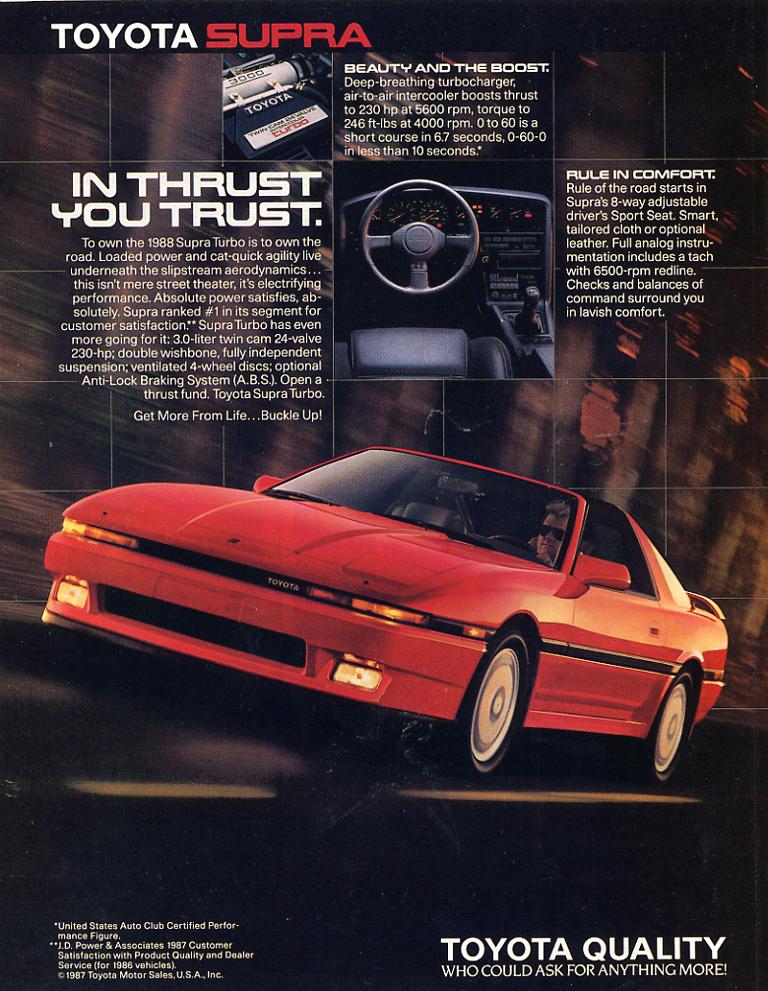 TOYOTA SUPRA
3000
TOYOTA
TWIN CAM 24 VALVE
turbo
BEAUTY AND THE BOOST.
Deep-breathing turbocharger,
air-to-air intercooler boosts thrust
to 230 hp at 5600 rpm, torque to
246 ft-lbs at 4000 rpm. 0 to 60 is a
short course in 6.7 seconds, 0-60-0
in less than 10 seconds.*
IN THRUST
YOU TRUST.
To own the 1988 Supra Turbo is to own the
road. Loaded power and cat-quick agility live
underneath the slipstream aerodynamics...
this isn't mere street theater, it's electrifying
performance. Absolute power satisfies, ab-
solutely. Supra ranked #1 in its segment for
customer satisfaction.** Supra Turbo has even
more going for it: 3.0-liter twin cam 24-valve
230-hp; double wishbone, fully independent
suspension; ventilated 4-wheel discs; optional
Anti-Lock Braking System (A.B.S.). Open a
thrust fund. Toyota Supra Turbo.
Get More From Life...Buckle Up!
RULE IN COMFORT.
Rule of the road starts in
Supra's 8-way adjustable
driver's Sport Seat. Smart,
tailored cloth or optional
leather. Full analog instru-
mentation includes a tach
with 6500-rpm redline.
Checks and balances of
command surround you
in lavish comfort.
TOYOTA
*United States Auto Club Certified Perfor-
mance Figure.
**J.D. Power & Associates 1987 Customer
Satisfaction with Product Quality and Dealer
Service (for 1986 vehicles).
©1987 Toyota Motor Sales, U.S.A., Inc.
TOYOTA QUALITY
WHO COULD ASK FOR ANYTHING MORE!